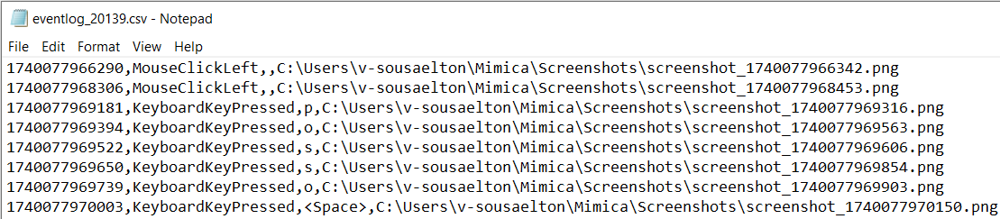 eventlog_20139.csv - Notepad
File Edit Format View Help
1740077966290,MouseClickLeft,,C:\Users\v-sousaelton\Mimica\Screenshots\screenshot_1740077966342.png
1740077968306,MouseClickLeft,,C:\Users\v-sousaelton\Mimica\Screenshots\screenshot_1740077968453.png
1740077969181,KeyboardKeyPressed,p,C:\Users\v-sousaelton\Mimica\Screenshots\screenshot_1740077969316.png
1740077969394,KeyboardKeyPressed,o,C:\Users\v-sousaelton\Mimica\Screenshots\screenshot_1740077969563.png
1740077969522,KeyboardKeyPressed,s,C:\Users\v-sousaelton\Mimica\Screenshots\screenshot_1740077969606.png
1740077969650,KeyboardKeyPressed,s,C:\Users\v-sousaelton\Mimica\Screenshots\screenshot_1740077969854.png
1740077969739,KeyboardKeyPressed,o,C:\Users\v-sousaelton\Mimica\Screenshots\screenshot_1740077969903.png
1740077970003,KeyboardKeyPressed,<Space>,C:\Users\v-sousaelton\Mimica\Screenshots\screenshot_1740077970150.png